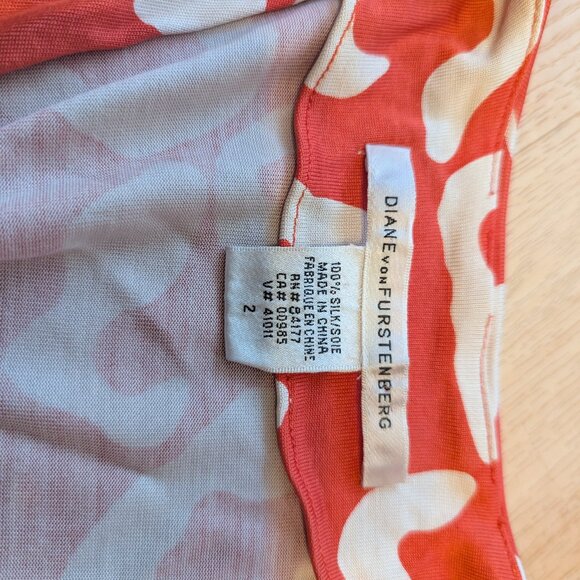 DIANE VON FURSTENBERG
100% SILK/SOIE
MADE IN CHINA
FABRIQUE EN CHINE
RN# 84177
CA# 00985
V# 41011
2